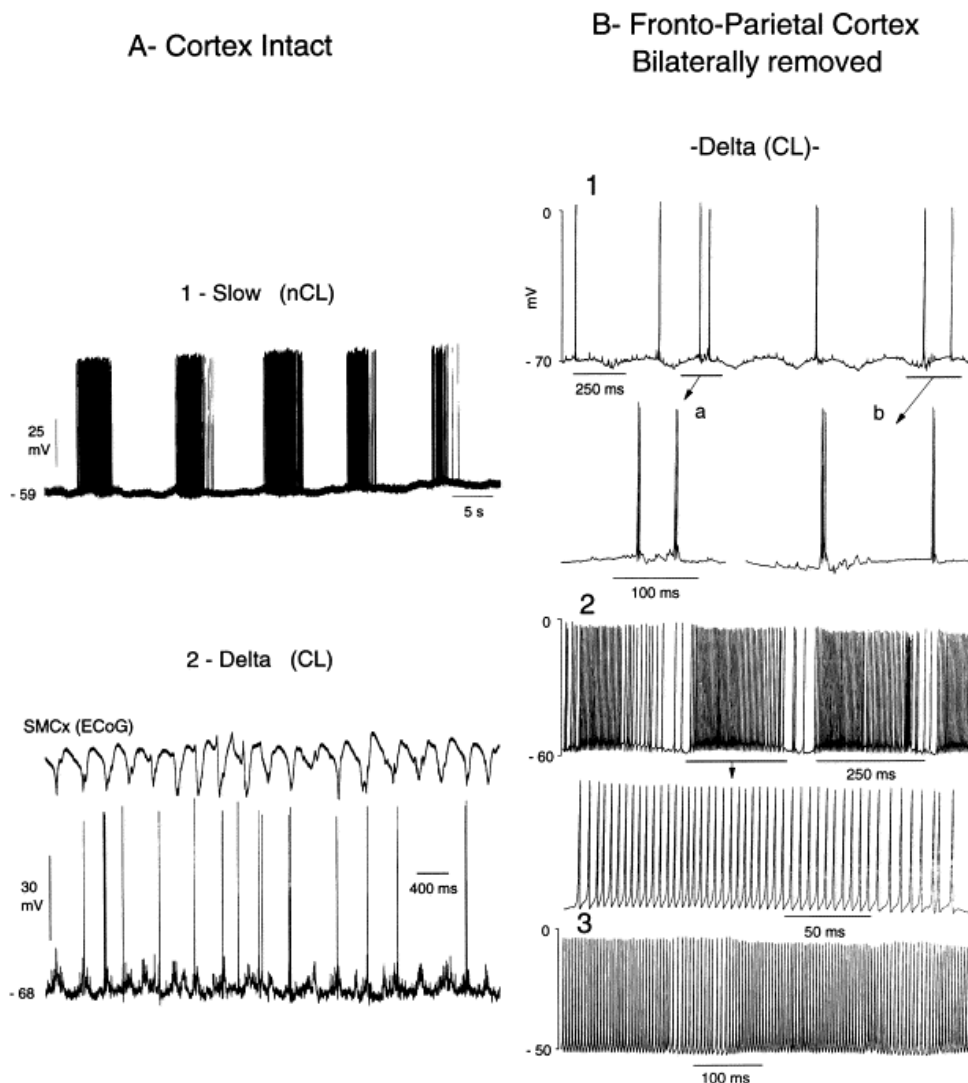 A- Cortex Intact
1 - Slow (nCL)
25
mV
- 59
5 s
2 - Delta (CL)
SMCx (ECoG)
30
mV
400 ms
- 68
B- Fronto-Parietal Cortex
Bilaterally removed
-Delta (CL)-
1
0
mV
- 70
250 ms
a
b
100 ms
2
0
- 60
250 ms
50 ms
3
0
- 50
100 ms